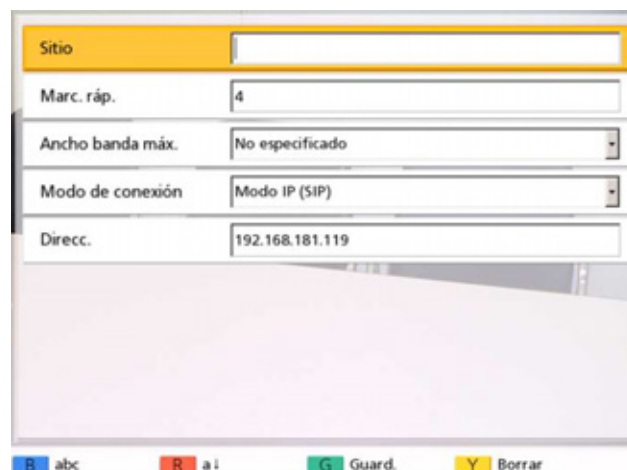 Sitio
Marc. ráp. 4
Ancho banda máx. No especificado
Modo de conexión Modo IP (SIP)
Direcc. 192.168.181.119
B abc R a↓ G Guard. Y Borrar